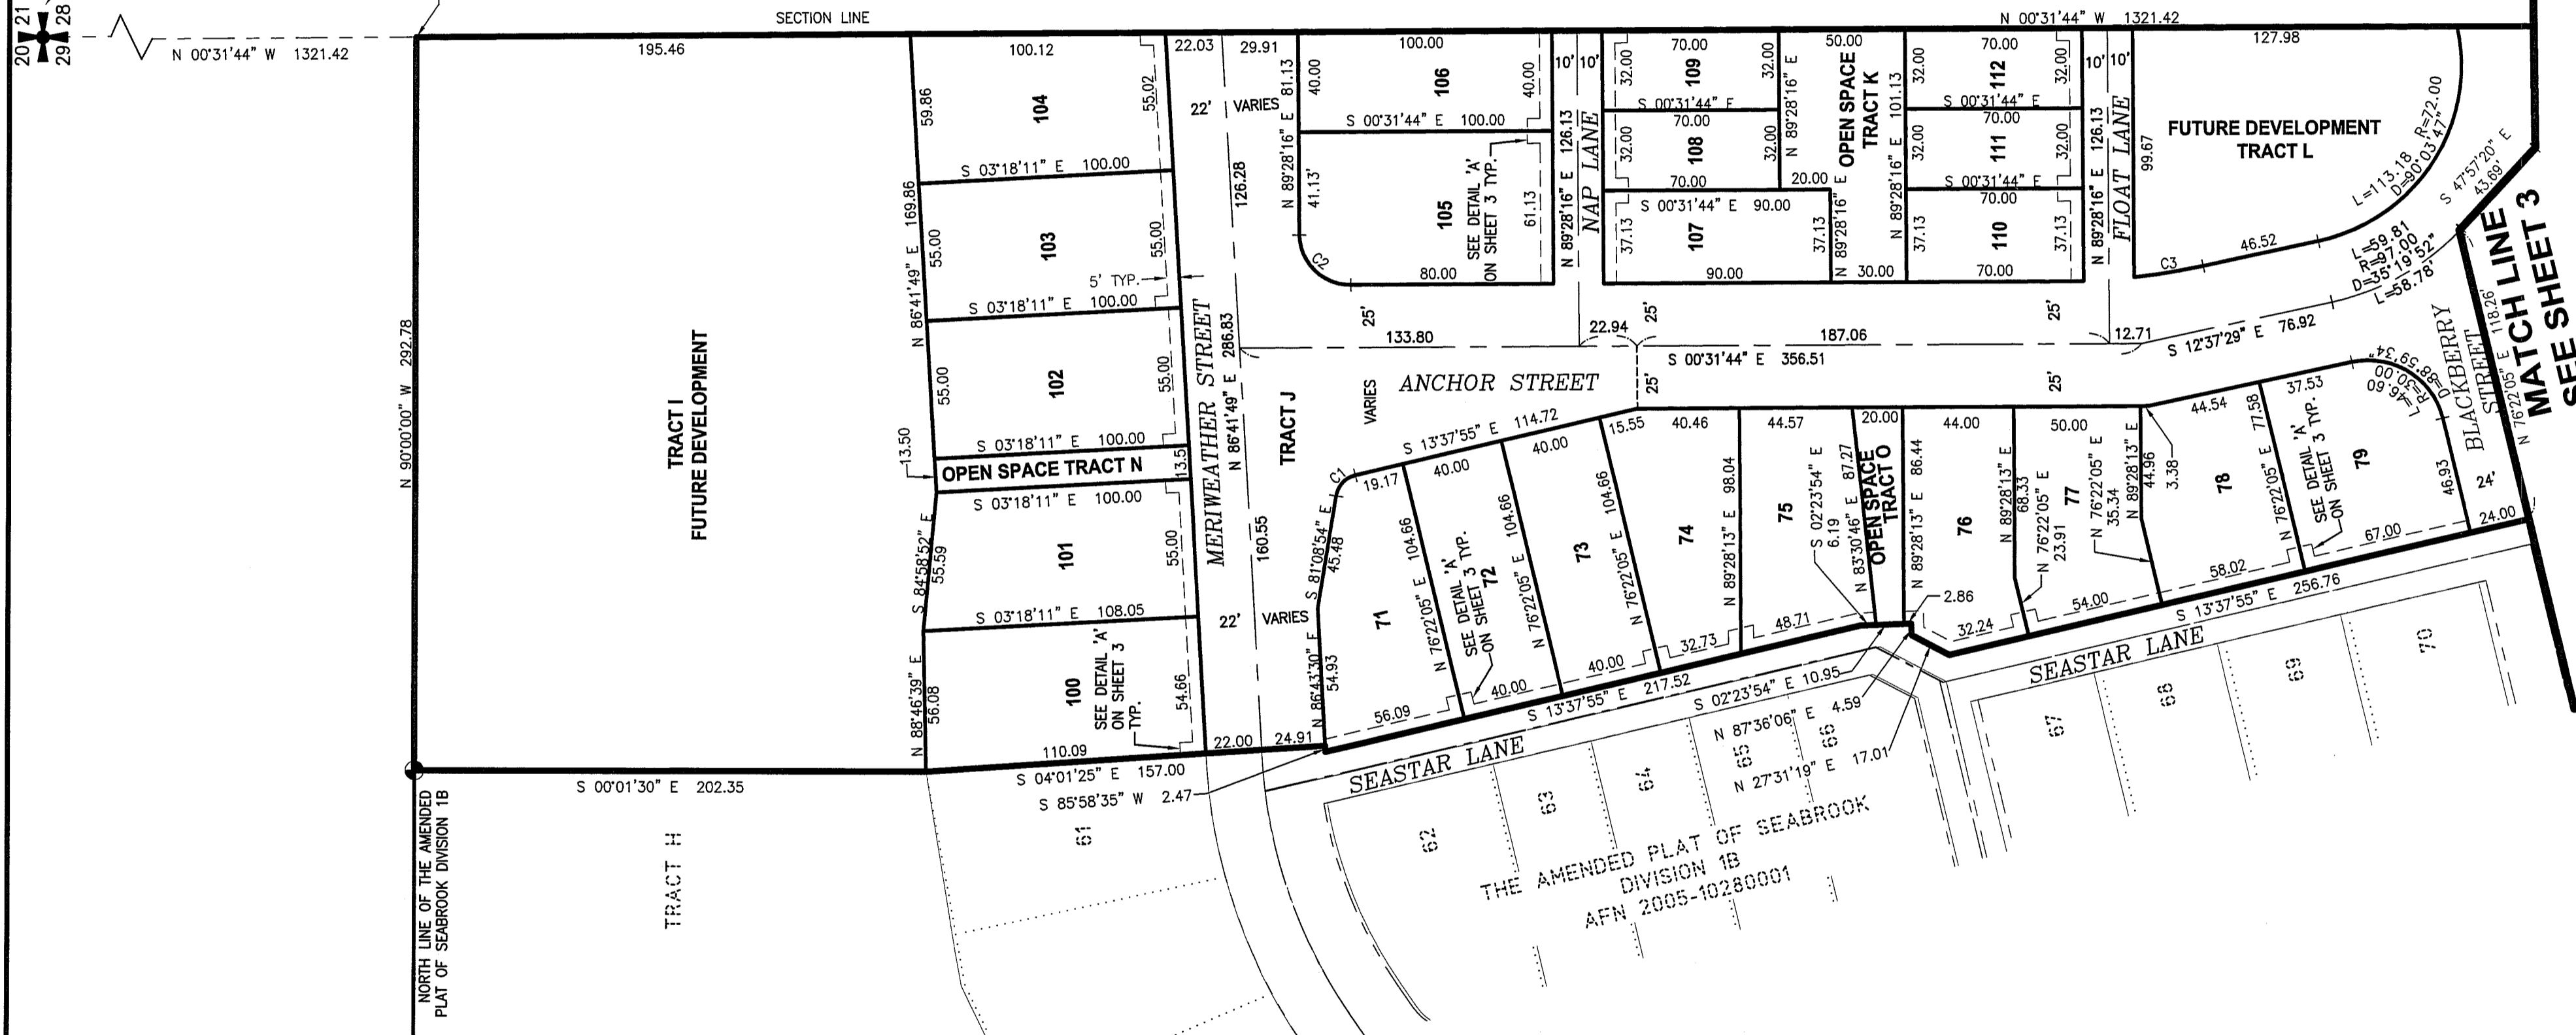 20 21
29 28
N 00°31'44" W 1321.42
SECTION LINE
N 00°31'44" W 1321.42
195.46
100.12
22.03
29.91
100.00
70.00
50.00
70.00
127.98
N 90°00'00" W 292.78
TRACT I
FUTURE DEVELOPMENT
S 00°01'30" E 202.35
NORTH LINE OF THE AMENDED
PLAT OF SEABROOK DIVISION 1B
TRACT H
59.86
104
55.02
S 03°18'11" E 100.00
N 86°41'49" E 169.86
55.00
103
55.00
5' TYP.
S 03°18'11" E 100.00
55.00
102
55.00
S 03°18'11" E 100.00
13.50
OPEN SPACE TRACT N
13.5
S 03°18'11" E 100.00
S 84°58'52" E
55.59
101
55.00
S 03°18'11" E 108.05
N 88°46'39" E
56.08
100
SEE DETAIL 'A'
ON SHEET 3
TYP.
54.66
110.09
22.00
24.91
S 04°01'25" E 157.00
S 85°58'35" W 2.47
61
22'
VARIES
126.28
MERIWEATHER STREET
N 86°41'49" E 286.83
TRACT J
160.55
22'
VARIES
N 89°28'16" E 81.13
40.00
106
40.00
S 00°31'44" E 100.00
41.13'
105
SEE DETAIL 'A'
ON SHEET 3 TYP.
61.13
C2
80.00
10' 10'
N 89°28'16" E 126.13
NAP LANE
32.00
109
32.00
S 00°31'44" E
70.00
32.00
108
32.00
70.00
20.00
S 00°31'44" E 90.00
37.13
107
37.13
90.00
N 89°28'16" E
OPEN SPACE
TRACT K
N 89°28'16" E 101.13
N 89°28'16" E
30.00
32.00
112
32.00
S 00°31'44" E
70.00
32.00
111
32.00
S 00°31'44" E
70.00
37.13
110
37.13
70.00
10' 10'
N 89°28'16" E 126.13
FLOAT LANE
99.67
FUTURE DEVELOPMENT
TRACT L
L=113.18
D=90°03'47"
R=72.00
S 47°57'20" E
43.69'
C3
46.52
L=59.81
R=97.00
D=35°19'52"
L=58.78'
MATCH LINE
SEE SHEET 3
25'
133.80
22.94
25'
187.06
25'
12.71
S 12°37'29" E 76.92
S 00°31'44" E 356.51
VARIES
ANCHOR STREET
25'
25'
BLACKBERRY
STREET
N 76°22'05" E 118.26'
S 13°37'55" E 114.72
C1
19.17
40.00
40.00
15.55
40.46
44.57
20.00
44.00
50.00
44.54
37.53
L=46.60
R=30.00
D=88°59'34"
S 81°08'54" E
45.48
N 86°43'30" E
54.93
71
N 76°22'05" E 104.66
SEE DETAIL 'A'
ON SHEET 3 TYP.
72
N 76°22'05" E 104.66
73
N 76°22'05" E 104.66
74
N 89°28'13" E 98.04
75
S 02°23'54" E
6.19
N 83°30'46" E 87.27
OPEN SPACE
TRACT O
N 89°28'13" E 86.44
76
N 89°28'13" E
68.33
N 76°22'05" E
23.91
77
N 76°22'05" E
35.34
N 89°28'13" E
44.96
3.38
78
N 76°22'05" E 77.58
SEE DETAIL 'A'
ON SHEET 3 TYP.
79
46.93
24'
24.00
56.09
40.00
40.00
32.73
48.71
2.86
32.24
54.00
58.02
67.00
S 13°37'55" E 217.52
S 02°23'54" E 10.95
N 87°36'06" E 4.59
N 27°31'19" E 17.01
S 13°37'55" E 256.76
SEASTAR LANE
SEASTAR LANE
62
63
64
65
66
67
68
69
70
THE AMENDED PLAT OF SEABROOK
DIVISION 1B
AFN 2005-10280001